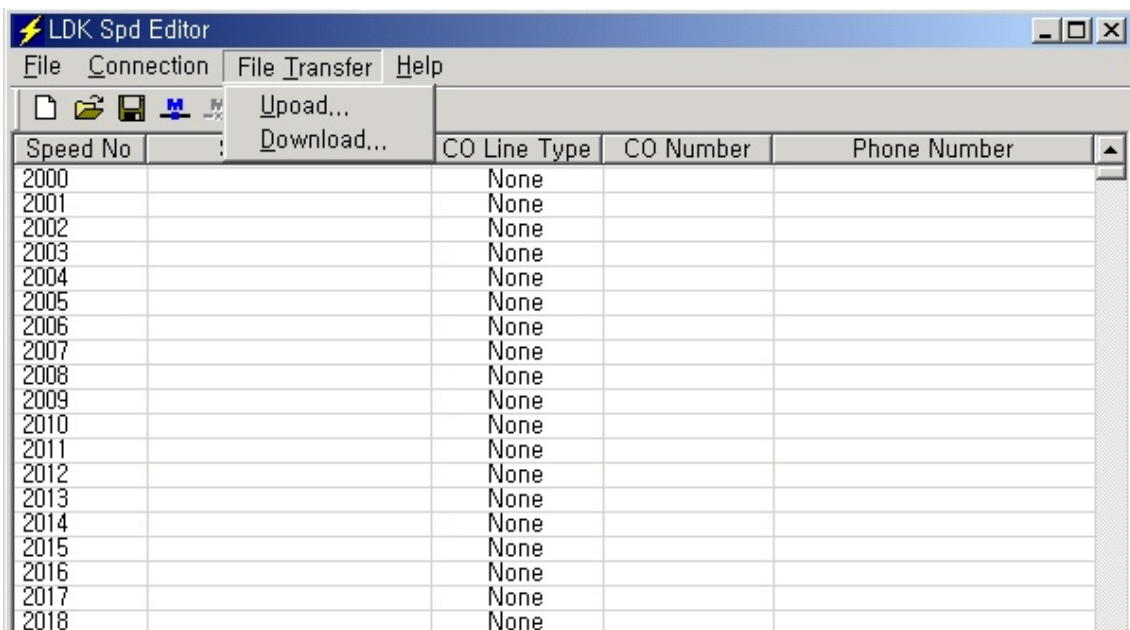 LDK Spd Editor
File Connection File Transfer Help
Upoad...
Download...
Speed No CO Line Type CO Number Phone Number
2000 None
2001 None
2002 None
2003 None
2004 None
2005 None
2006 None
2007 None
2008 None
2009 None
2010 None
2011 None
2012 None
2013 None
2014 None
2015 None
2016 None
2017 None
2018 None